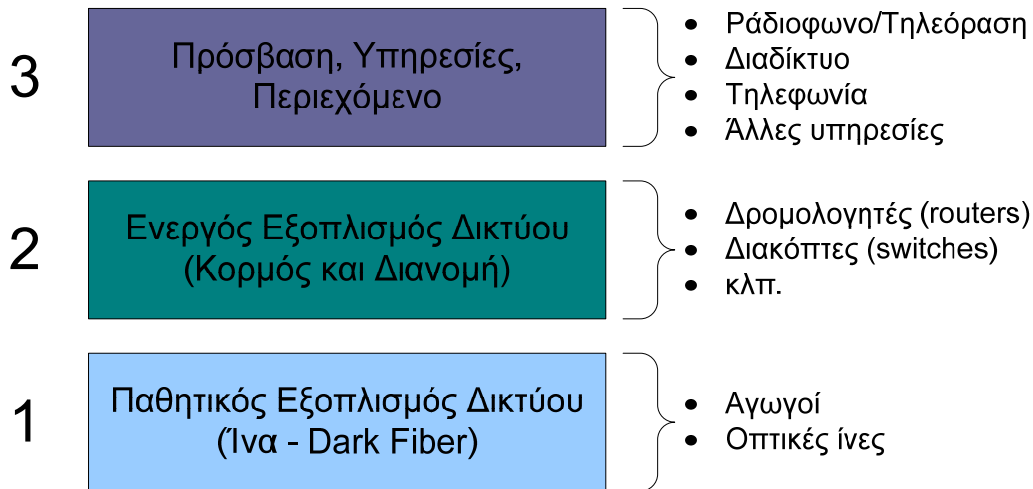 3
Πρόσβαση, Υπηρεσίες,
Περιεχόμενο
• Ράδιοφωνο/Τηλεόραση
• Διαδίκτυο
• Τηλεφωνία
• Άλλες υπηρεσίες
2
Ενεργός Εξοπλισμός Δικτύου
(Κορμός και Διανομή)
• Δρομολογητές (routers)
• Διακόπτες (switches)
• κλπ.
1
Παθητικός Εξοπλισμός Δικτύου
(Ίνα - Dark Fiber)
• Αγωγοί
• Οπτικές ίνες